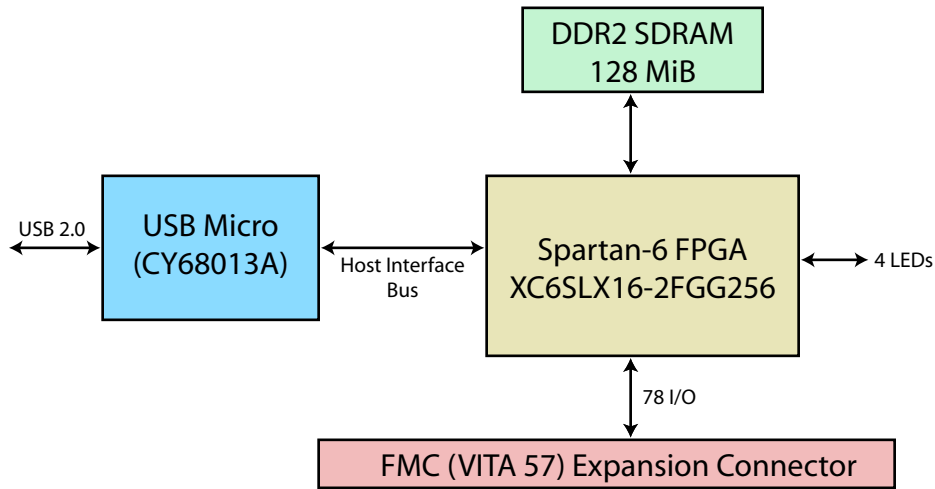 DDR2 SDRAM
128 MiB
USB 2.0
USB Micro
(CY68013A)
Host Interface
Bus
Spartan-6 FPGA
XC6SLX16-2FGG256
4 LEDs
78 I/O
FMC (VITA 57) Expansion Connector